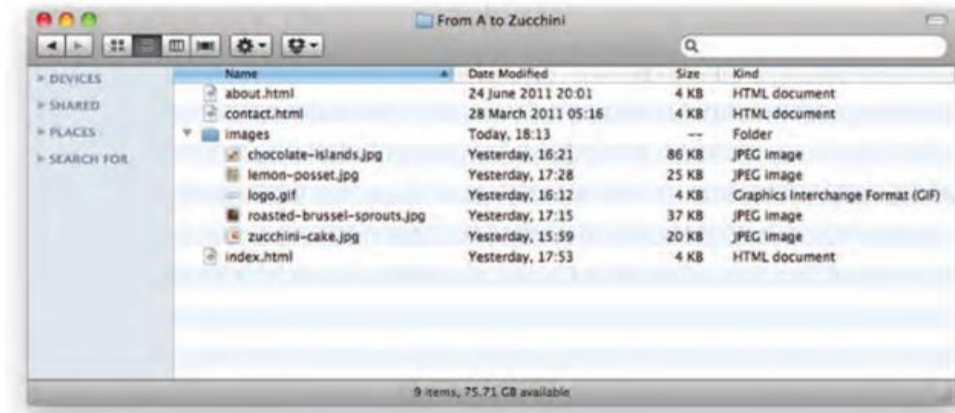 From A to Zucchini
DEVICES
SHARED
PLACES
SEARCH FOR
Name Date Modified Size Kind
about.html 24 June 2011 20:01 4 KB HTML document
contact.html 28 March 2011 05:16 4 KB HTML document
images Today, 18:13 -- Folder
chocolate-islands.jpg Yesterday, 16:21 86 KB JPEG image
lemon-posset.jpg Yesterday, 17:28 25 KB JPEG image
logo.gif Yesterday, 16:12 4 KB Graphics Interchange Format (GIF)
roasted-brussel-sprouts.jpg Yesterday, 17:15 37 KB JPEG image
zucchini-cake.jpg Yesterday, 15:59 20 KB JPEG image
index.html Yesterday, 17:53 4 KB HTML document
9 items, 75.71 GB available